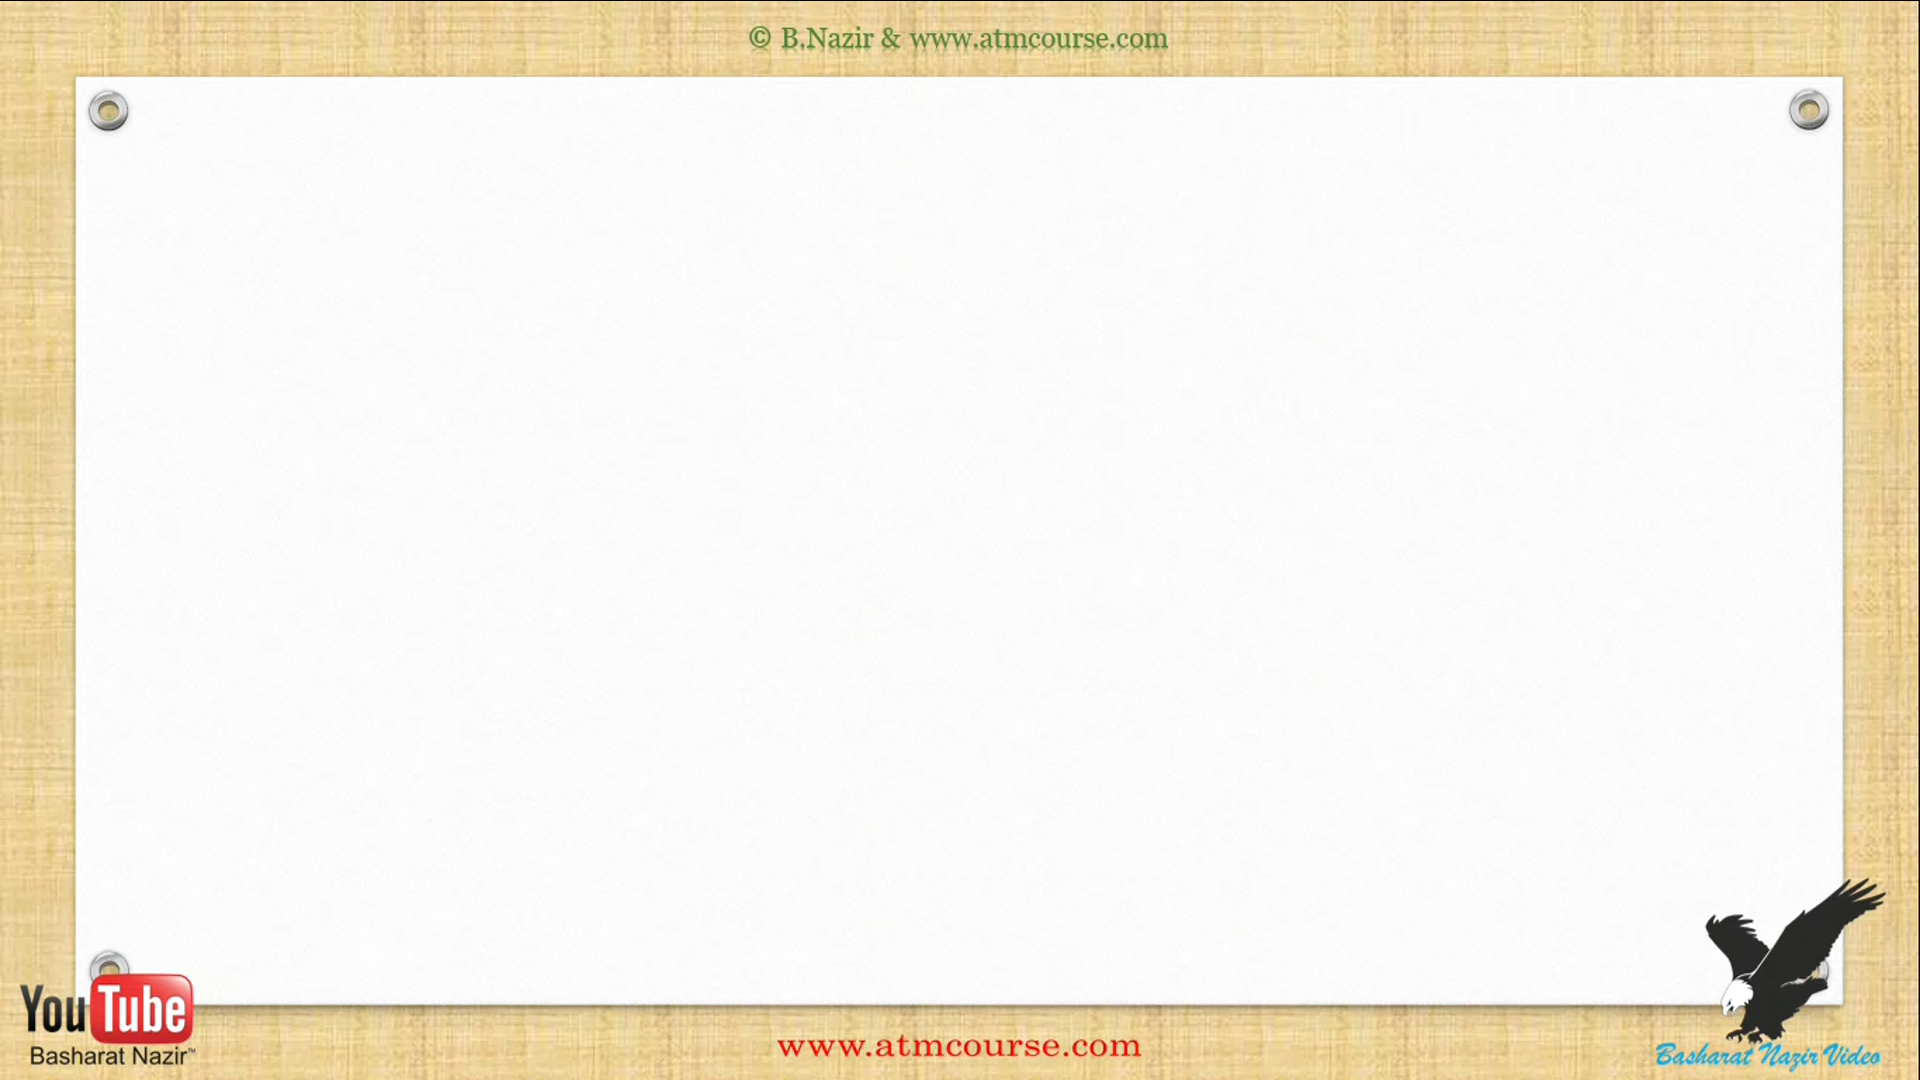 © B.Nazir & www.atmcourse.com
YouTube
Basharat Nazir™
www.atmcourse.com
Basharat Nazir Video